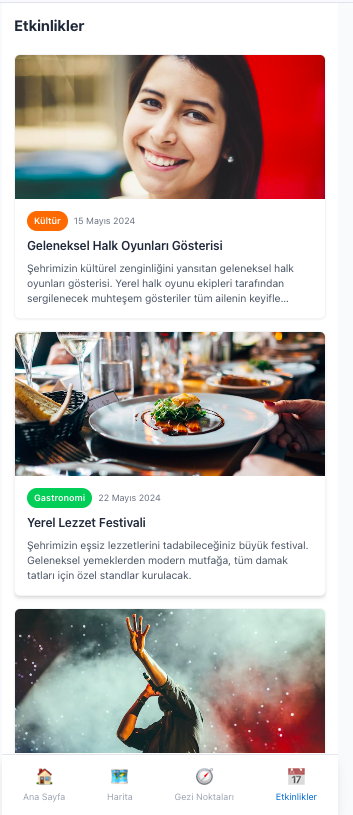 Etkinlikler
Kültür 15 Mayıs 2024
Geleneksel Halk Oyunları Gösterisi
Şehrimizin kültürel zenginliğini yansıtan geleneksel halk
oyunları gösterisi. Yerel halk oyunu ekipleri tarafından
sergilenecek muhteşem gösteriler tüm ailenin keyifle...
Gastronomi 22 Mayıs 2024
Yerel Lezzet Festivali
Şehrimizin eşsiz lezzetlerini tadabileceğiniz büyük festival.
Geleneksel yemeklerden modern mutfağa, tüm damak
tatları için özel standlar kurulacak.
Ana Sayfa Harita Gezi Noktaları Etkinlikler